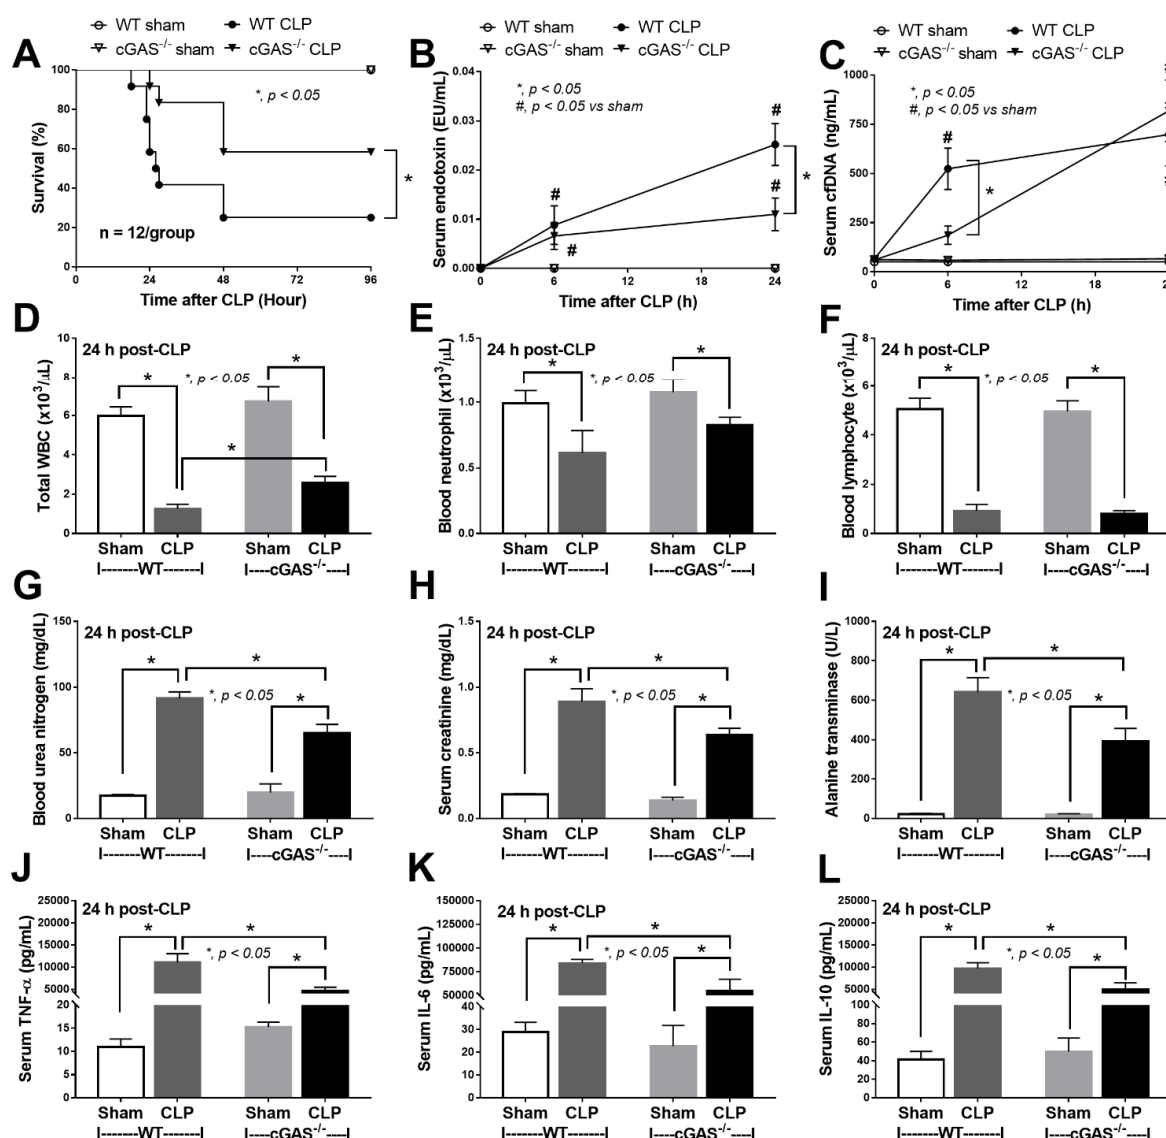 A
WT sham
WT CLP
cGAS⁻/⁻ sham
cGAS⁻/⁻ CLP
100
80
60
40
20
0
Survival (%)
*, p < 0.05
*
n = 12/group
0
24
48
72
96
Time after CLP (Hour)
B
WT sham
WT CLP
cGAS⁻/⁻ sham
cGAS⁻/⁻ CLP
0.04
0.03
0.02
0.01
0.00
Serum endotoxin (EU/mL)
*, p < 0.05
#, p < 0.05 vs sham
#
#
#
#
*
0
6
12
18
24
Time after CLP (h)
C
WT sham
WT CLP
cGAS⁻/⁻ sham
cGAS⁻/⁻ CLP
1000
750
500
250
0
Serum cfDNA (ng/mL)
*, p < 0.05
#, p < 0.05 vs sham
#
*
0
6
12
18
Time after CLP (h)
D
24 h post-CLP
10
8
6
4
2
0
Total WBC (x10³/µL)
*, p < 0.05
*
*
*
Sham
CLP
Sham
CLP
I-------WT-------I
I----cGAS⁻/⁻----I
E
24 h post-CLP
1.5
1.0
0.5
0.0
Blood neutrophil (x10³/µL)
*, p < 0.05
*
*
Sham
CLP
Sham
CLP
I-------WT-------I
I----cGAS⁻/⁻----I
F
24 h post-CLP
8
6
4
2
0
Blood lymphocyte (x10³/µL)
*, p < 0.05
*
*
Sham
CLP
Sham
CLP
I-------WT-------I
I----cGAS⁻/⁻----I
G
24 h post-CLP
150
100
50
0
Blood urea nitrogen (mg/dL)
*, p < 0.05
*
*
*
Sham
CLP
Sham
CLP
I-------WT-------I
I----cGAS⁻/⁻----I
H
24 h post-CLP
1.5
1.0
0.5
0.0
Serum creatinine (mg/dL)
*, p < 0.05
*
*
*
Sham
CLP
Sham
CLP
I-------WT-------I
I----cGAS⁻/⁻----I
I
24 h post-CLP
1000
800
600
400
200
0
Alanine transminase (U/L)
*, p < 0.05
*
*
*
Sham
CLP
Sham
CLP
I-------WT-------I
I----cGAS⁻/⁻----I
J
24 h post-CLP
25000
20000
15000
10000
5000
20
15
10
5
0
Serum TNF-α (pg/mL)
*, p < 0.05
*
*
*
Sham
CLP
Sham
CLP
I-------WT-------I
I----cGAS⁻/⁻----I
K
24 h post-CLP
150000
125000
100000
75000
50000
40
30
20
10
0
Serum IL-6 (pg/mL)
*, p < 0.05
*
*
*
Sham
CLP
Sham
CLP
I-------WT-------I
I----cGAS⁻/⁻----I
L
24 h post-CLP
25000
20000
15000
10000
5000
100
80
60
40
20
0
Serum IL-10 (pg/mL)
*, p < 0.05
*
*
*
Sham
CLP
Sham
CLP
I-------WT-------I
I----cGAS⁻/⁻----I